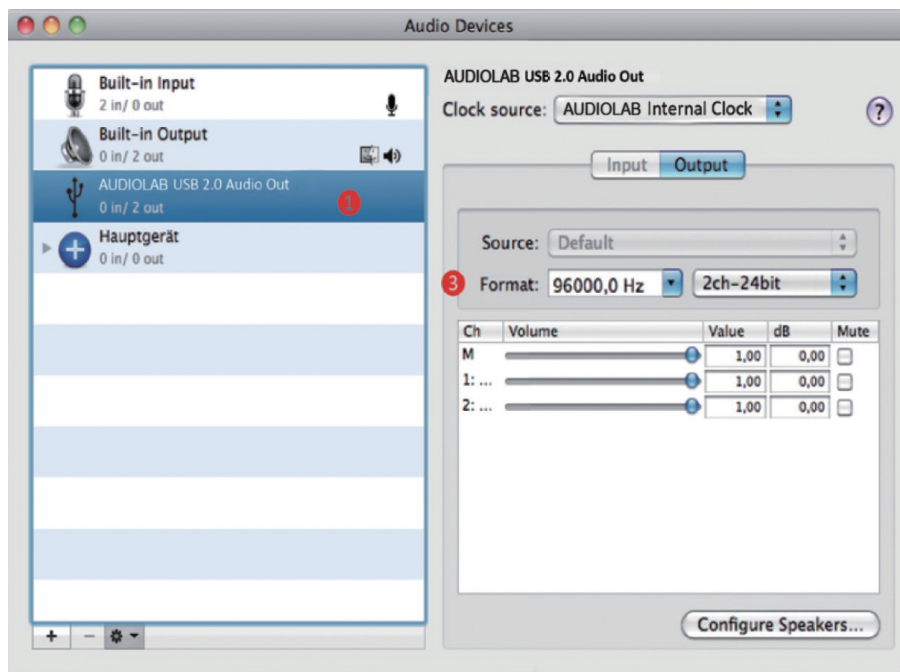 Audio Devices
Built-in Input
2 in/ 0 out
Built-in Output
0 in/ 2 out
AUDIOLAB USB 2.0 Audio Out
0 in/ 2 out
1
Hauptgerät
0 in/ 0 out
AUDIOLAB USB 2.0 Audio Out
Clock source: AUDIOLAB Internal Clock
?
Input Output
Source: Default
3 Format: 96000,0 Hz 2ch-24bit
Ch Volume Value dB Mute
M 1,00 0,00
1: ... 1,00 0,00
2: ... 1,00 0,00
Configure Speakers...